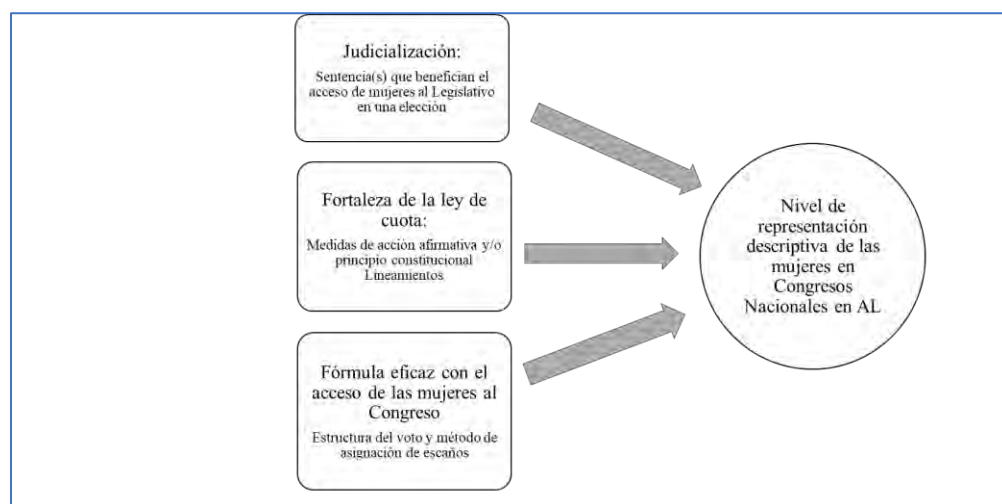 Judicialización:
Sentencia(s) que benefician el
acceso de mujeres al Legislativo
en una elección
Fortaleza de la ley de
cuota:
Medidas de acción afirmativa y/o
principio constitucional
Lineamientos
Fórmula eficaz con el
acceso de las mujeres al
Congreso
Estructura del voto y método de
asignación de escaños
Nivel de
representación
descriptiva de las
mujeres en
Congresos
Nacionales en AL